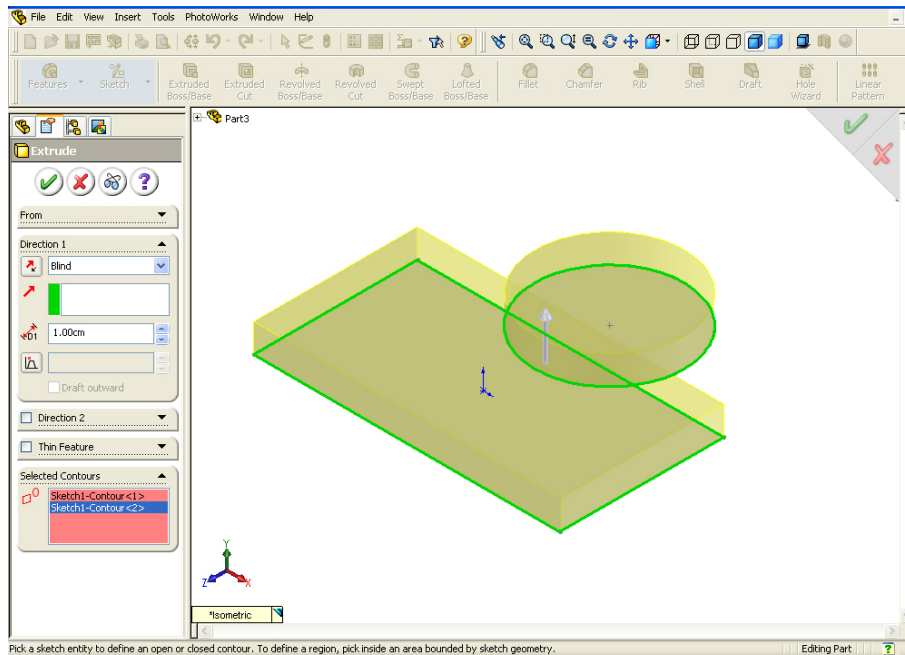 File Edit View Insert Tools PhotoWorks Window Help
Features Sketch Extruded Boss/Base Extruded Cut Revolved Boss/Base Revolved Cut Swept Boss/Base Lofted Boss/Base Fillet Chamfer Rib Shell Draft Hole Wizard Linear Pattern
Part3
Extrude
From
Direction 1
Blind
D1 1.00cm
Draft outward
Direction 2
Thin Feature
Selected Contours
Sketch1-Contour<1>
Sketch1-Contour<2>
Y
Z X
*Isometric
Pick a sketch entity to define an open or closed contour. To define a region, pick inside an area bounded by sketch geometry. Editing Part